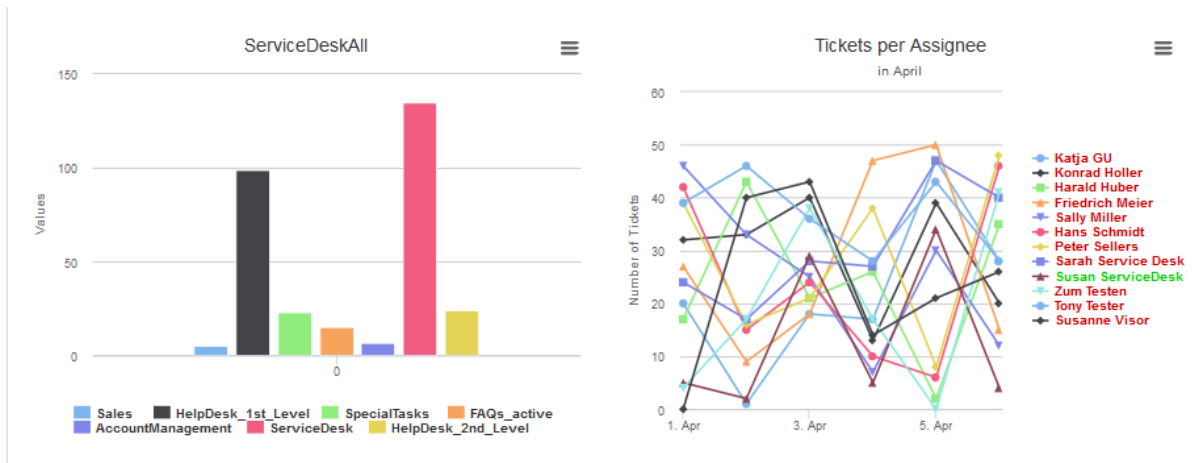 ServiceDeskAll
Values
150
100
50
0
0
Sales HelpDesk_1st_Level SpecialTasks FAQs_active
AccountManagement ServiceDesk HelpDesk_2nd_Level
Tickets per Assignee
in April
Number of Tickets
60
50
40
30
20
10
0
1. Apr 3. Apr 5. Apr
Katja GU
Konrad Holler
Harald Huber
Friedrich Meier
Sally Miller
Hans Schmidt
Peter Sellers
Sarah Service Desk
Susan ServiceDesk
Zum Testen
Tony Tester
Susanne Visor